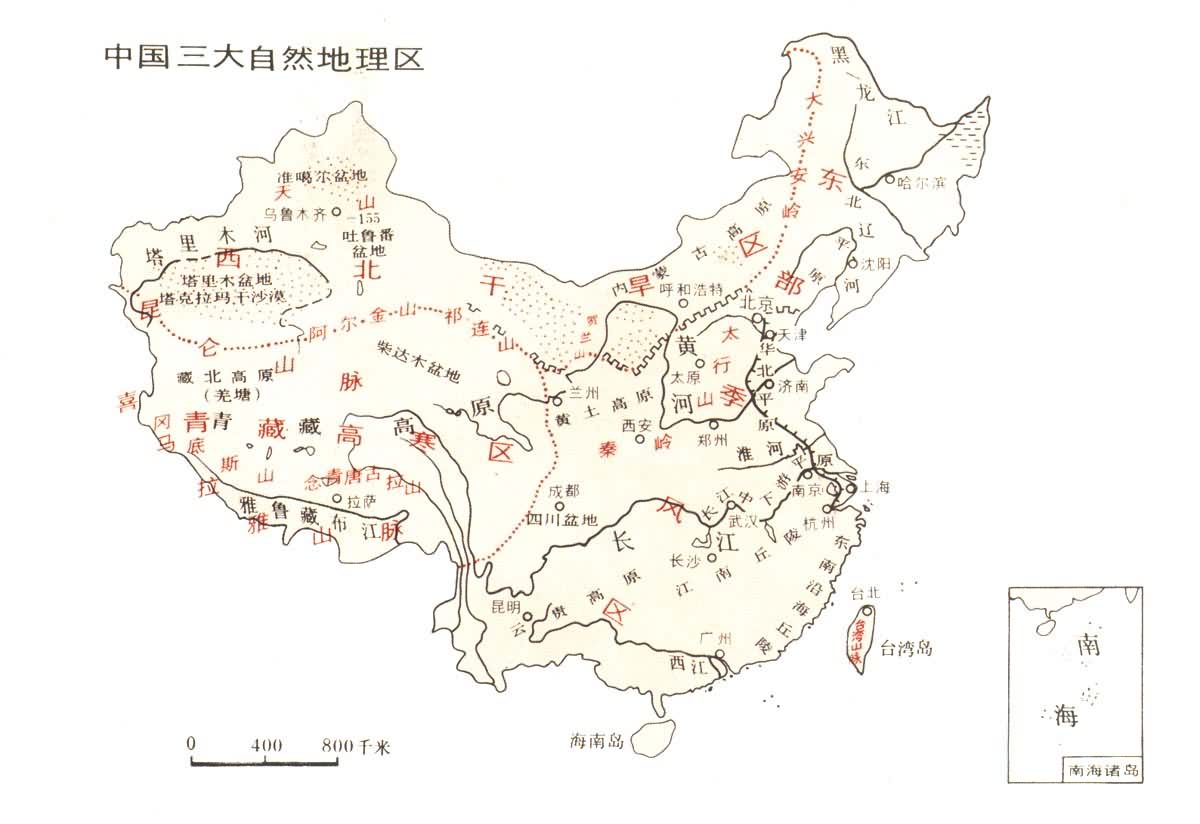 中国三大自然地理区
黑龙江
大兴安岭
东北平原
哈尔滨
准噶尔盆地
天山
乌鲁木齐
-155
吐鲁番
盆地
塔里木河
塔里木盆地
塔克拉玛干沙漠
西北干旱区
内蒙古高原
呼和浩特
辽河
沈阳
北京
天津
昆仑山脉
阿尔金山
祁连山
贺兰山
柴达木盆地
藏北高原
(羌塘)
太行山
太原
黄河
华北平原
济南
兰州
黄土高原
西安
郑州
秦岭
淮河
青藏高原
青藏高寒区
喜马拉雅山脉
冈底斯山
念青唐古拉山
拉萨
雅鲁藏布江
成都
四川盆地
东部季风区
长江中下游平原
南京
上海
武汉
杭州
长江
长沙
江南丘陵
东南沿海丘陵
昆明
云贵高原
广州
西江
台北
台湾山脉
台湾岛
海南岛
0 400 800千米
南海
南海诸岛